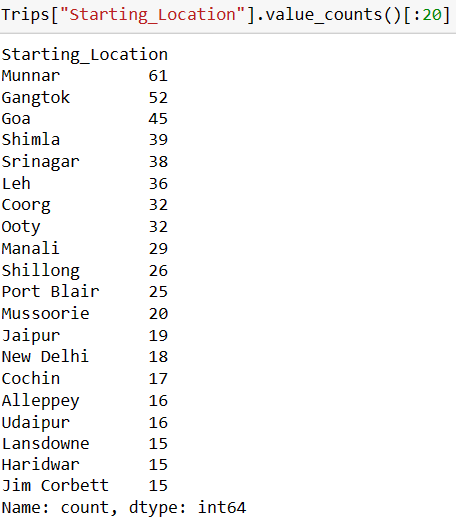 Trips["Starting_Location"].value_counts()[:20]
Starting_Location
Munnar 61
Gangtok 52
Goa 45
Shimla 39
Srinagar 38
Leh 36
Coorg 32
Ooty 32
Manali 29
Shillong 26
Port Blair 25
Mussoorie 20
Jaipur 19
New Delhi 18
Cochin 17
Alleppey 16
Udaipur 16
Lansdowne 15
Haridwar 15
Jim Corbett 15
Name: count, dtype: int64